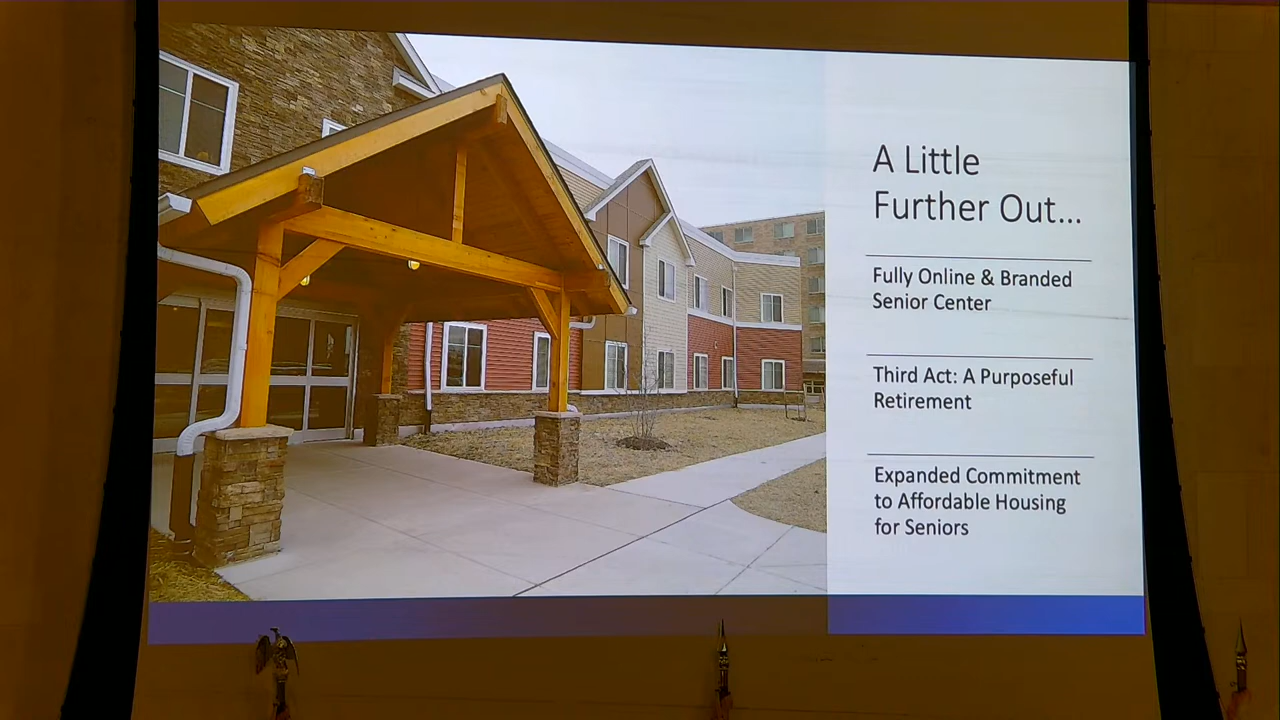 A Little
Further Out...
Fully Online & Branded
Senior Center
Third Act: A Purposeful
Retirement
Expanded Commitment
to Affordable Housing
for Seniors